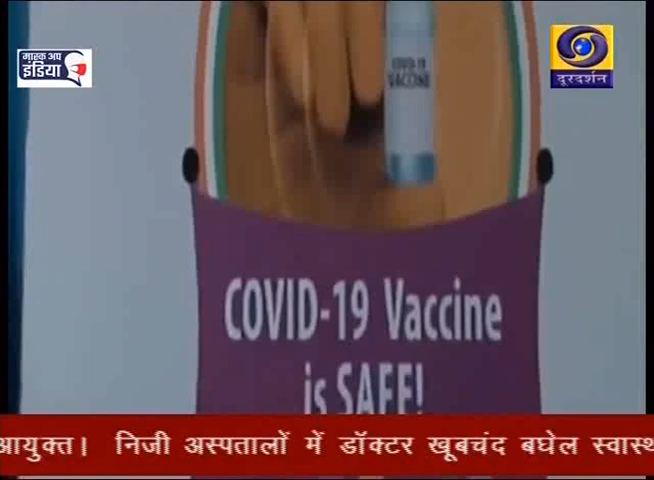 मास्क अप
इंडिया
दूरदर्शन
COVID-19
VACCINE
COVID-19 Vaccine
is SAFE!
आयुक्त। निजी अस्पतालों में डॉक्टर खूबचंद बघेल